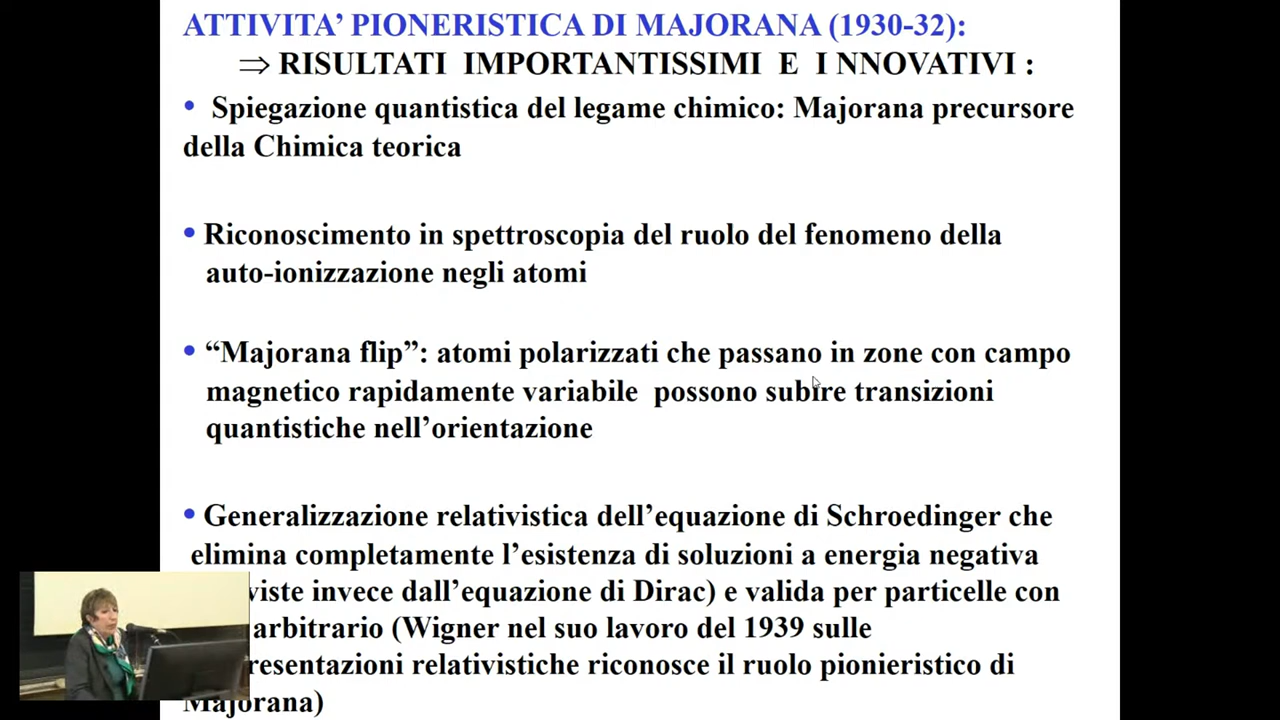 ATTIVITA’ PIONERISTICA DI MAJORANA (1930-32):
⇒ RISULTATI IMPORTANTISSIMI E I NNOVATIVI :
• Spiegazione quantistica del legame chimico: Majorana precursore
della Chimica teorica
• Riconoscimento in spettroscopia del ruolo del fenomeno della
auto-ionizzazione negli atomi
• “Majorana flip”: atomi polarizzati che passano in zone con campo
magnetico rapidamente variabile possono subire transizioni
quantistiche nell’orientazione
• Generalizzazione relativistica dell’equazione di Schroedinger che
elimina completamente l’esistenza di soluzioni a energia negativa
invece dall’equazione di Dirac) e valida per particelle con
arbitrario (Wigner nel suo lavoro del 1939 sulle
relativistiche riconosce il ruolo pionieristico di
Majorana)